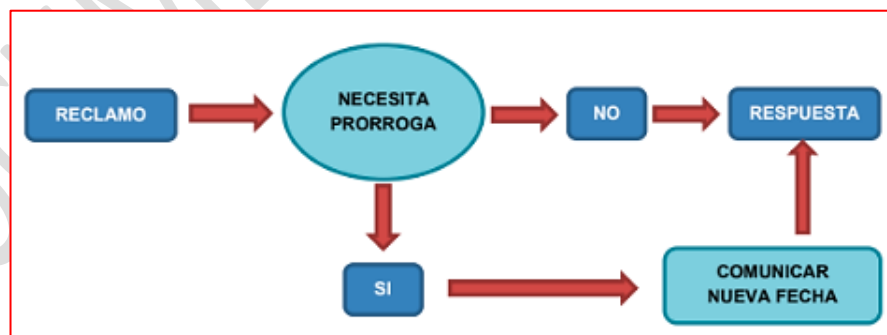 RECLAMO
NECESITA
PRORROGA
NO
RESPUESTA
SI
COMUNICAR
NUEVA FECHA